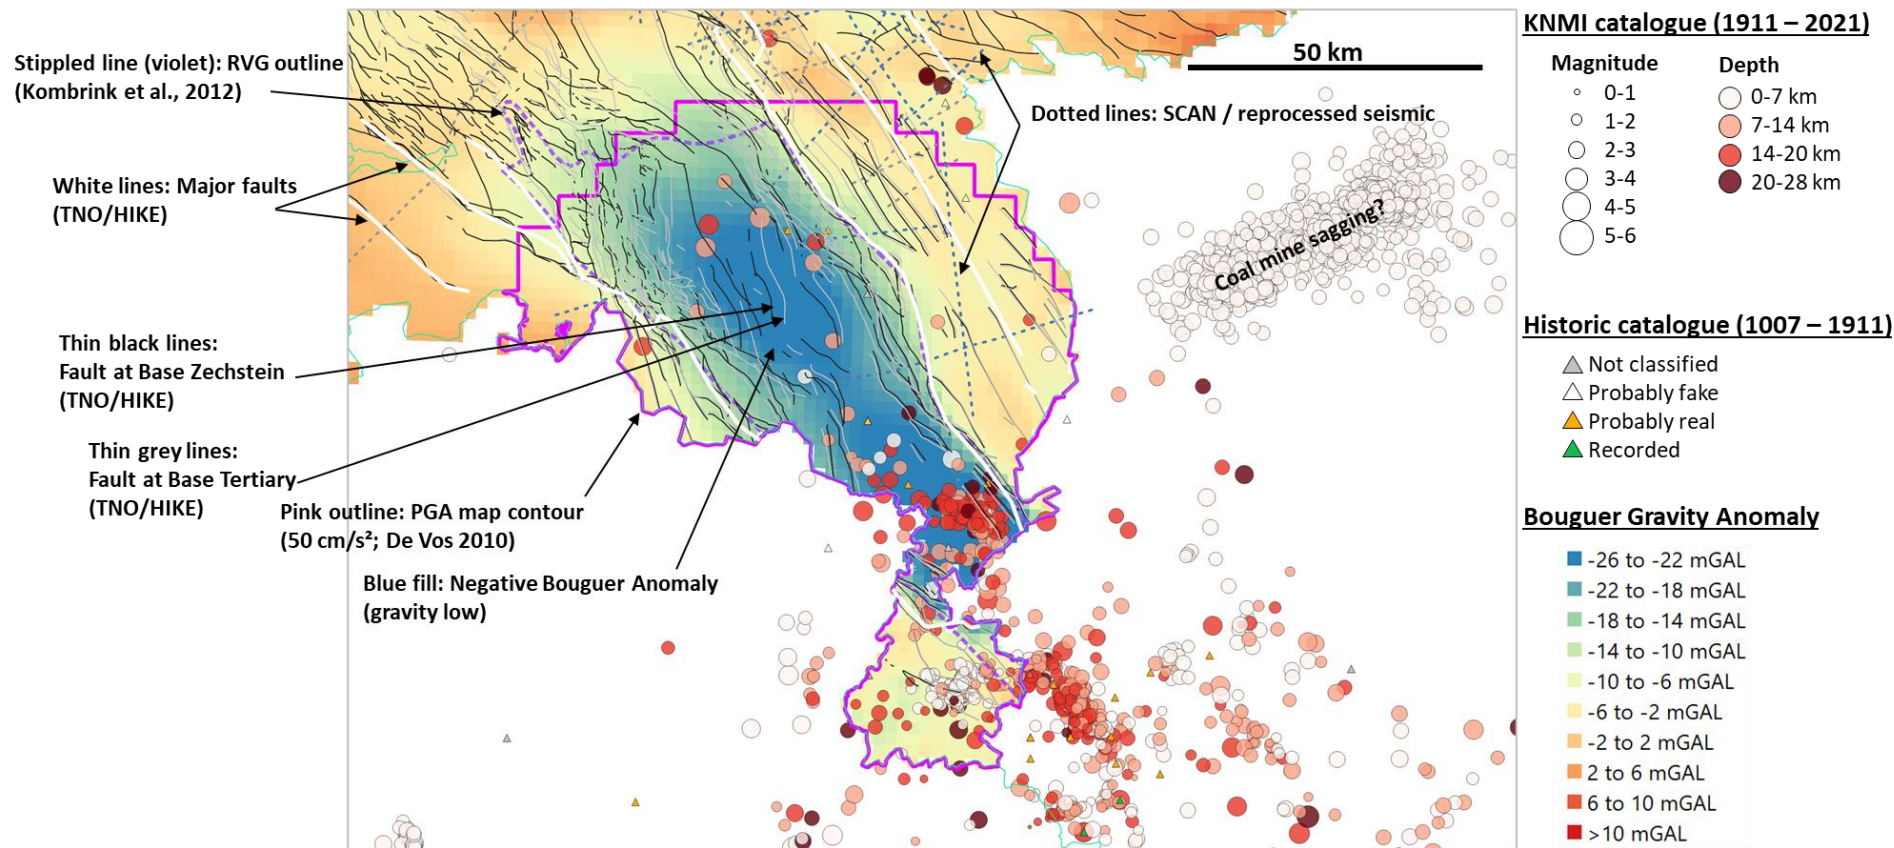 Stippled line (violet): RVG outline
(Kombrink et al., 2012)
White lines: Major faults
(TNO/HIKE)
Thin black lines:
Fault at Base Zechstein
(TNO/HIKE)
Thin grey lines:
Fault at Base Tertiary
(TNO/HIKE)
Pink outline: PGA map contour
(50 cm/s²; De Vos 2010)
Blue fill: Negative Bouguer Anomaly
(gravity low)
50 km
Dotted lines: SCAN / reprocessed seismic
Coal mine sagging?
KNMI catalogue (1911 – 2021)
Magnitude
0-1
1-2
2-3
3-4
4-5
5-6
Depth
0-7 km
7-14 km
14-20 km
20-28 km
Historic catalogue (1007 – 1911)
Not classified
Probably fake
Probably real
Recorded
Bouguer Gravity Anomaly
-26 to -22 mGAL
-22 to -18 mGAL
-18 to -14 mGAL
-14 to -10 mGAL
-10 to -6 mGAL
-6 to -2 mGAL
-2 to 2 mGAL
2 to 6 mGAL
6 to 10 mGAL
>10 mGAL